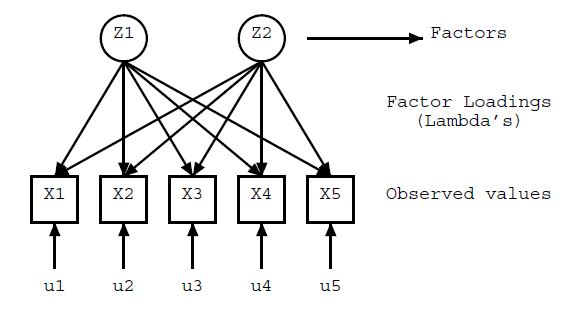 Z1 Z2 Factors
Factor Loadings
(Lambda's)
X1 X2 X3 X4 X5 Observed values
u1 u2 u3 u4 u5